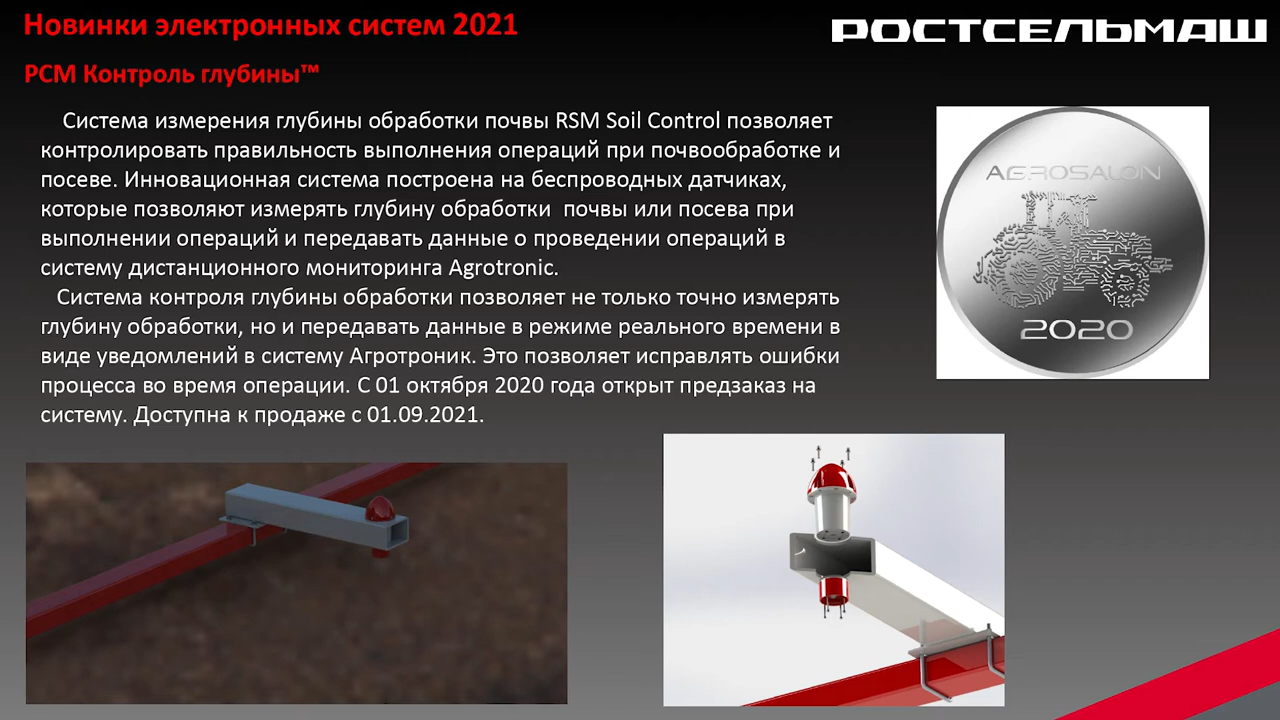 Новинки электронных систем 2021
РОСТСЕЛЬМАШ
РСМ Контроль глубины™
Система измерения глубины обработки почвы RSM Soil Control позволяет
контролировать правильность выполнения операций при почвообработке и
посеве. Инновационная система построена на беспроводных датчиках,
которые позволяют измерять глубину обработки почвы или посева при
выполнении операций и передавать данные о проведении операций в
систему дистанционного мониторинга Agrotronic.
Система контроля глубины обработки позволяет не только точно измерять
глубину обработки, но и передавать данные в режиме реального времени в
виде уведомлений в систему Агротроник. Это позволяет исправлять ошибки
процесса во время операции. С 01 октября 2020 года открыт предзаказ на
систему. Доступна к продаже с 01.09.2021.
AGROSALON
2020